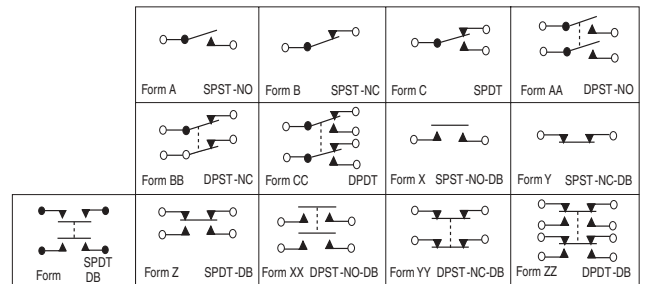 Form A SPST-NO
Form B SPST-NC
Form C SPDT
Form AA DPST-NO
Form BB DPST-NC
Form CC DPDT
Form X SPST-NO-DB
Form Y SPST-NC-DB
Form SPDT DB
Form Z SPDT-DB
Form XX DPST-NO-DB
Form YY DPST-NC-DB
Form ZZ DPDT-DB